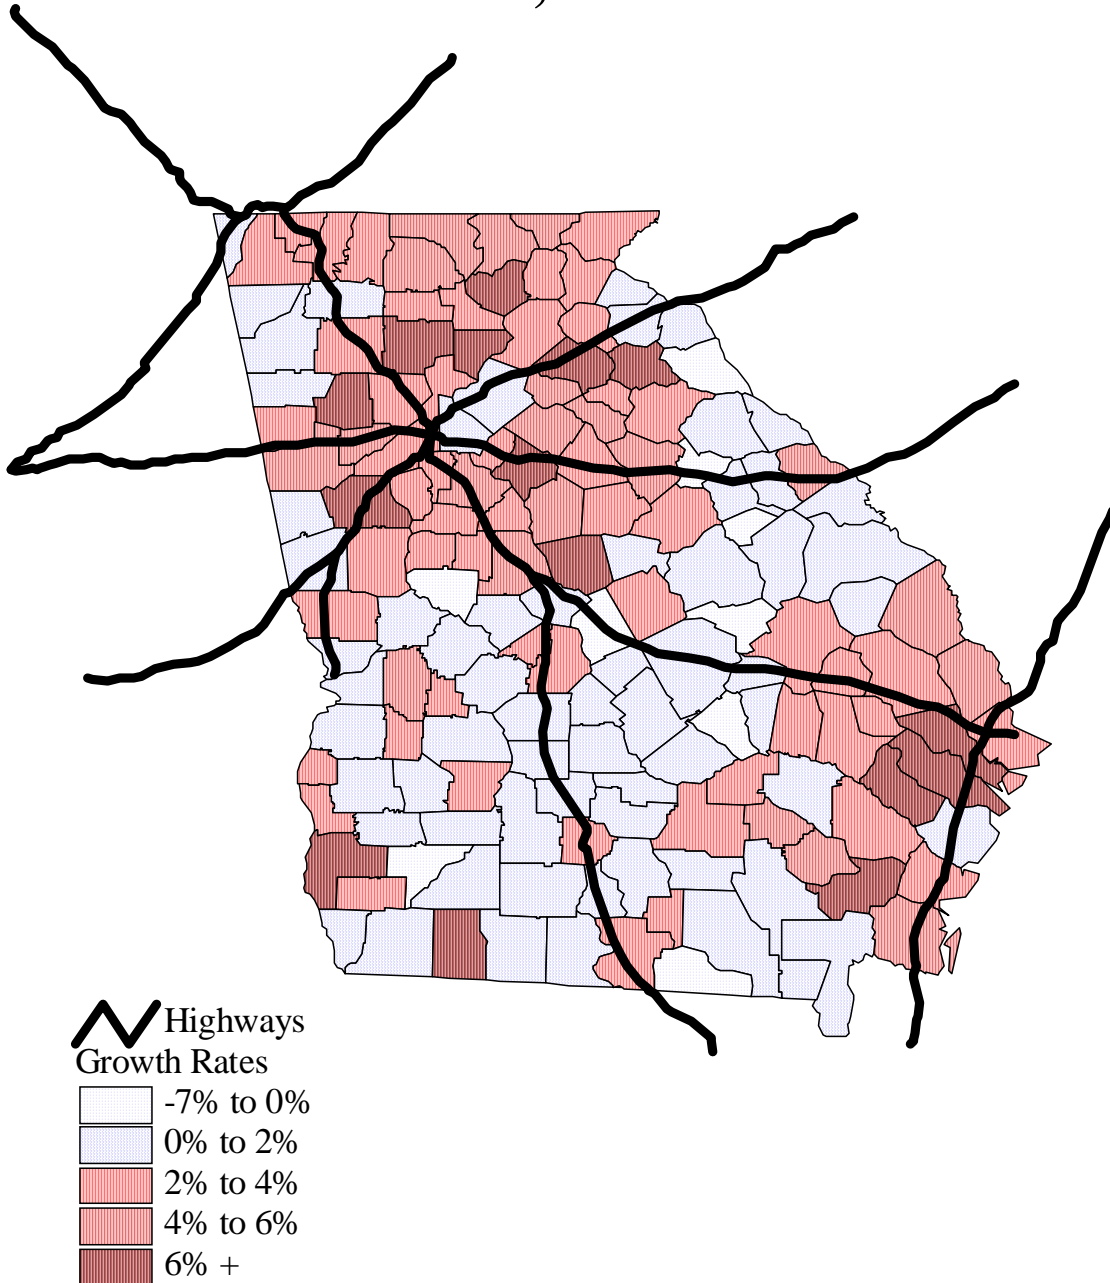 Highways
Growth Rates
-7% to 0%
0% to 2%
2% to 4%
4% to 6%
6% +